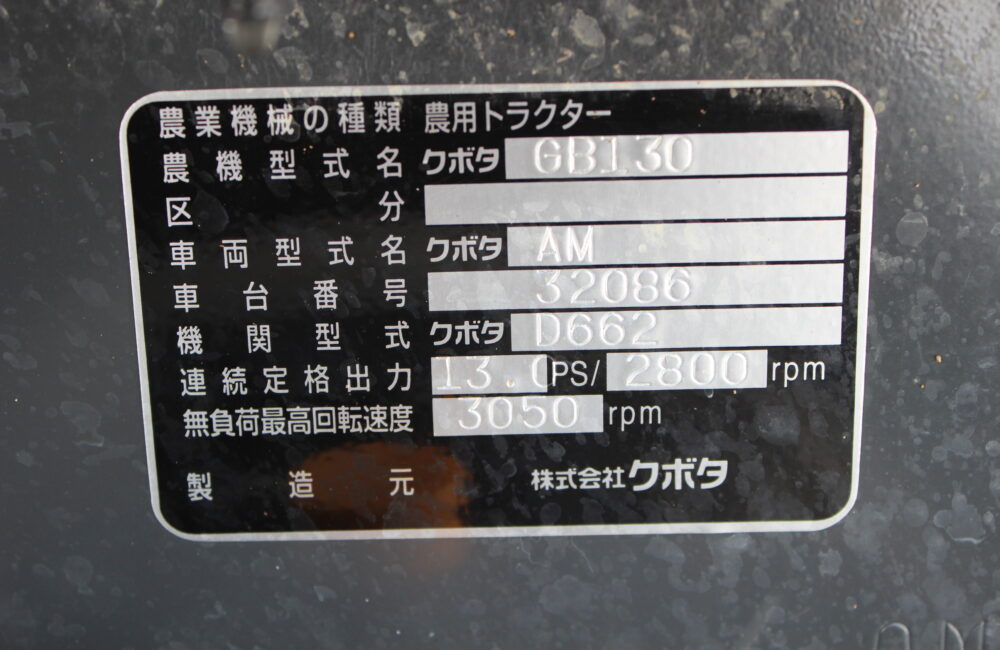 農業機械の種類 農用トラクター
農機型式名 クボタ GB130
区分
車両型式名 クボタ AM
車台番号 32086
機関型式 クボタ D662
連続定格出力 13.0PS/ 2800 rpm
無負荷最高回転速度 3050 rpm
製造元 株式会社クボタ